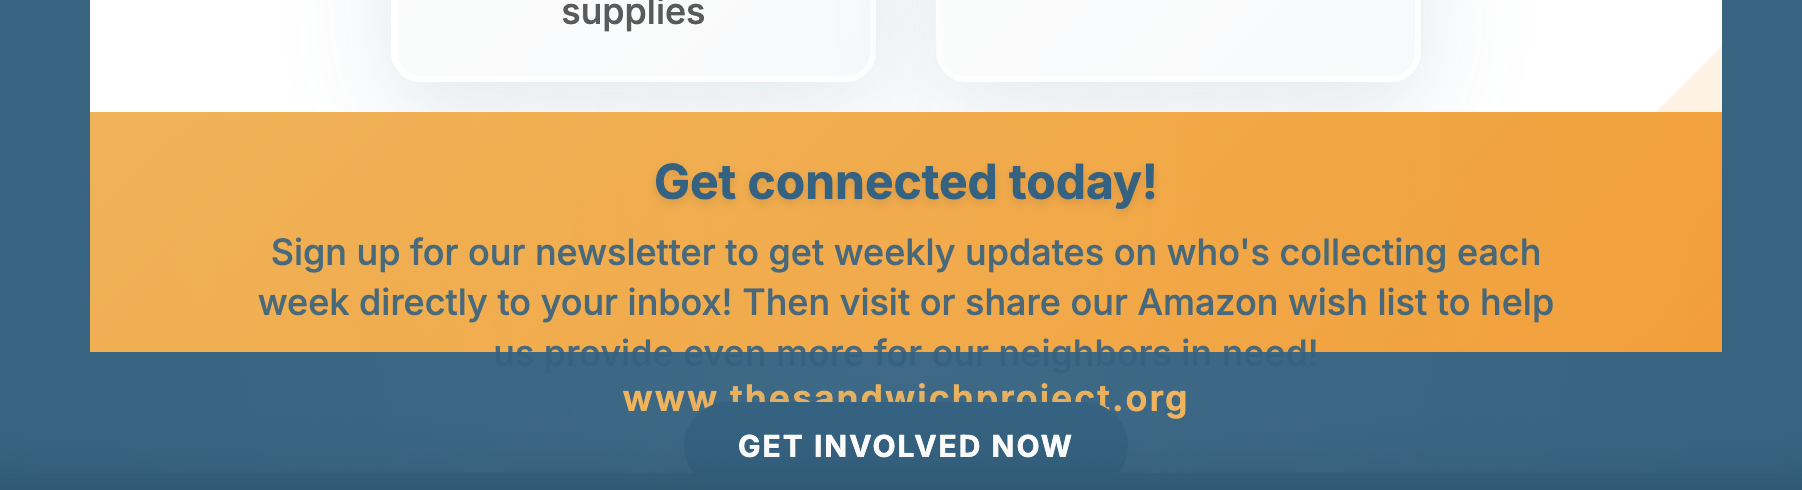 supplies
Get connected today!
Sign up for our newsletter to get weekly updates on who's collecting each
week directly to your inbox! Then visit or share our Amazon wish list to help
us provide even more for our neighbors in need!
www.thesandwichproject.org
GET INVOLVED NOW